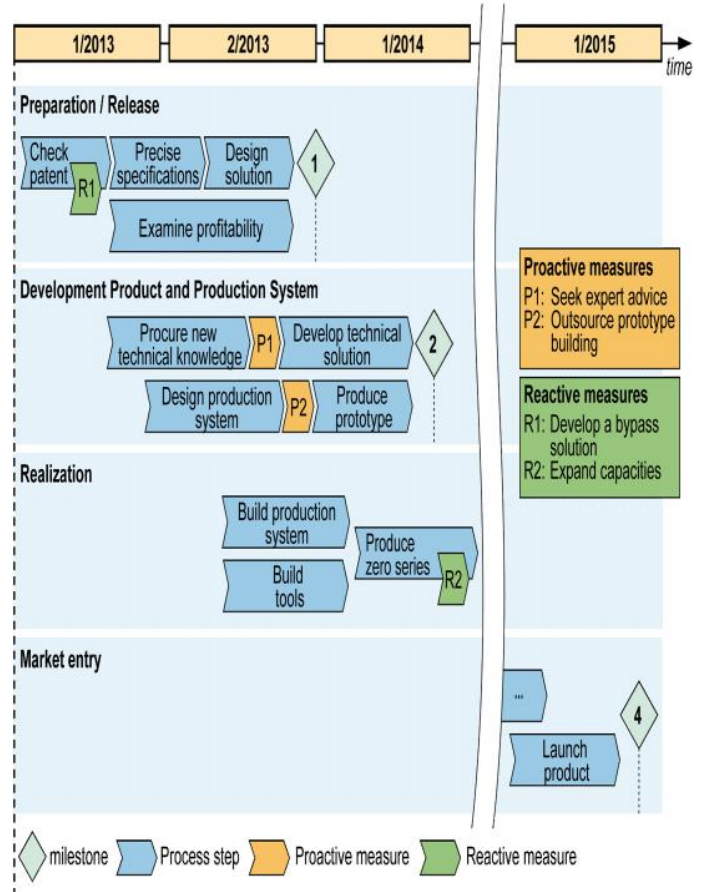 1/2013
2/2013
1/2014
1/2015
time
Preparation / Release
Check
patent
R1
Precise
specifications
Design
solution
1
Examine profitability
Development Product and Production System
Procure new
technical knowledge
P1
Develop technical
solution
2
Design production
system
P2
Produce
prototype
Proactive measures
P1: Seek expert advice
P2: Outsource prototype
building
Reactive measures
R1: Develop a bypass
solution
R2: Expand capacities
Realization
Build production
system
Build
tools
Produce
zero series
R2
Market entry
...
4
Launch
product
milestone
Process step
Proactive measure
Reactive measure